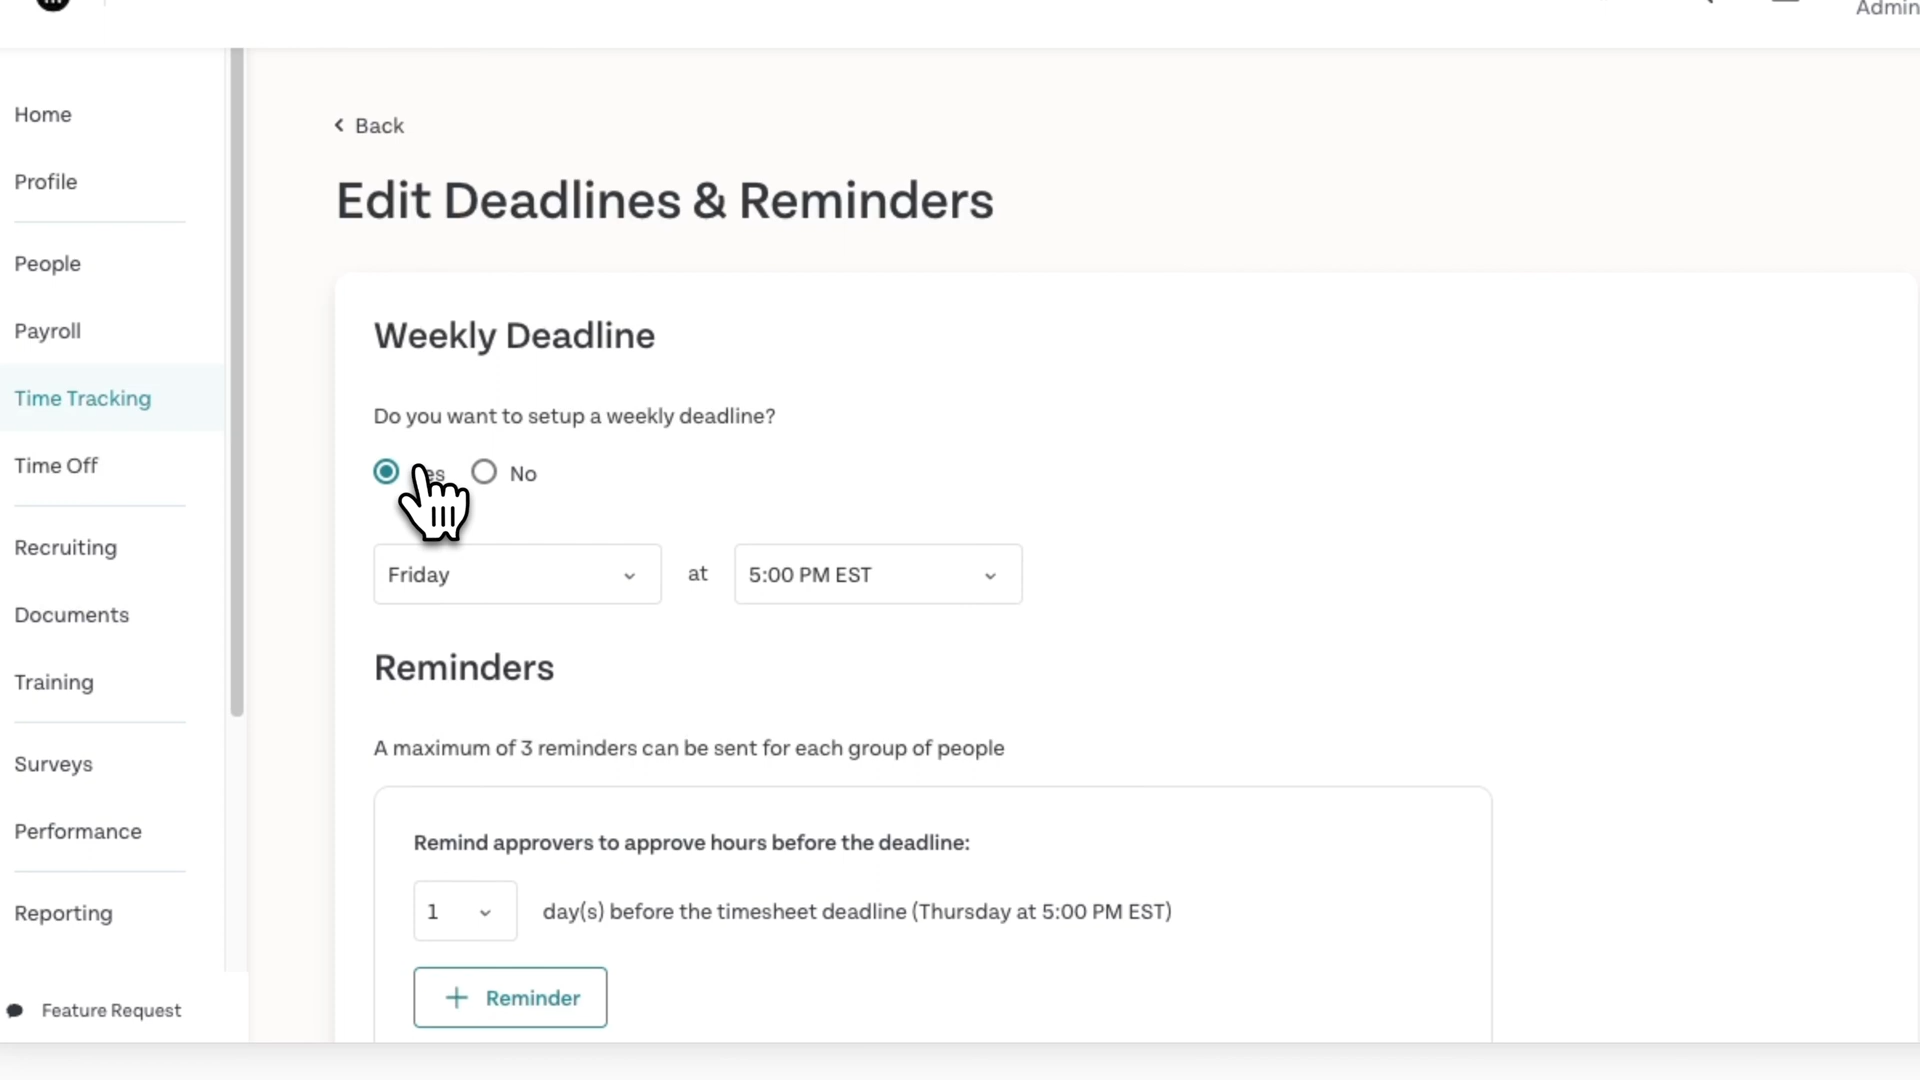 Admin
Home
Profile
People
Payroll
Time Tracking
Time Off
Recruiting
Documents
Training
Surveys
Performance
Reporting
Feature Request
Back
Edit Deadlines & Reminders
Weekly Deadline
Do you want to setup a weekly deadline?
No
Friday at 5:00 PM EST
Reminders
A maximum of 3 reminders can be sent for each group of people
Remind approvers to approve hours before the deadline:
1 day(s) before the timesheet deadline (Thursday at 5:00 PM EST)
+ Reminder